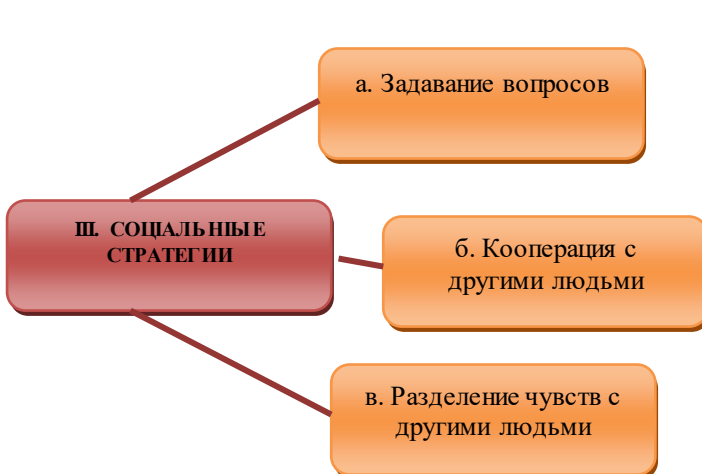 а. Задавание вопросов
III. СОЦИАЛЬНЫЕ
СТРАТЕГИИ
б. Кооперация с
другими людьми
в. Разделение чувств с
другими людьми